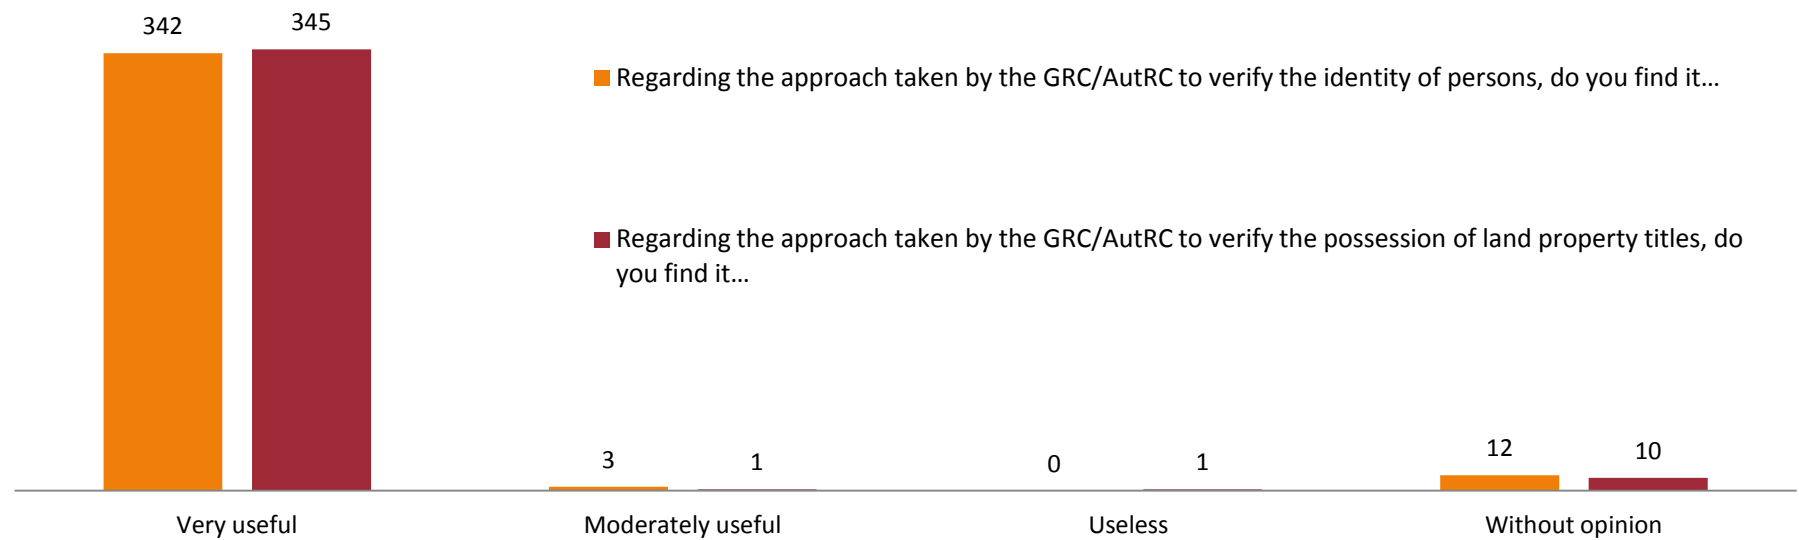 342
345
Regarding the approach taken by the GRC/AutRC to verify the identity of persons, do you find it…
Regarding the approach taken by the GRC/AutRC to verify the possession of land property titles, do
you find it…
3
1
0
1
12
10
Very useful
Moderately useful
Useless
Without opinion